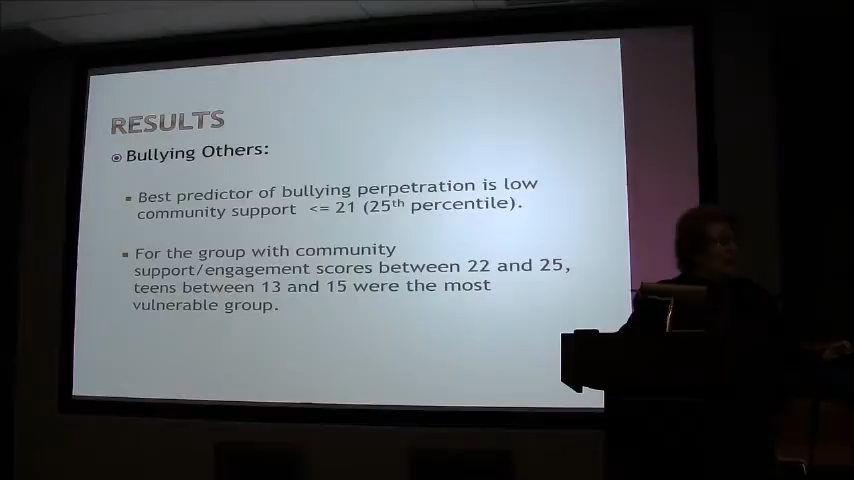 RESULTS
Bullying Others:
Best predictor of bullying perpetration is low
community support <= 21 (25th percentile).
For the group with community
support/engagement scores between 22 and 25,
teens between 13 and 15 were the most
vulnerable group.